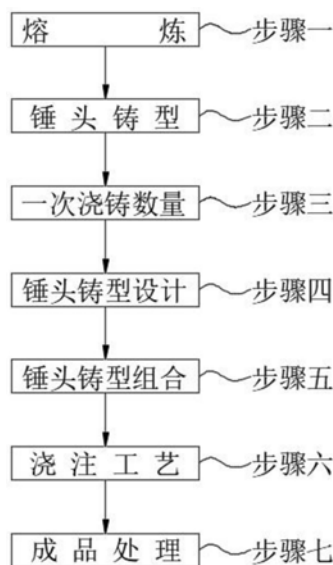 熔 炼 步骤一
锤 头 铸 型 步骤二
一次浇铸数量 步骤三
锤头铸型设计 步骤四
锤头铸型组合 步骤五
浇 注 工 艺 步骤六
成 品 处 理 步骤七